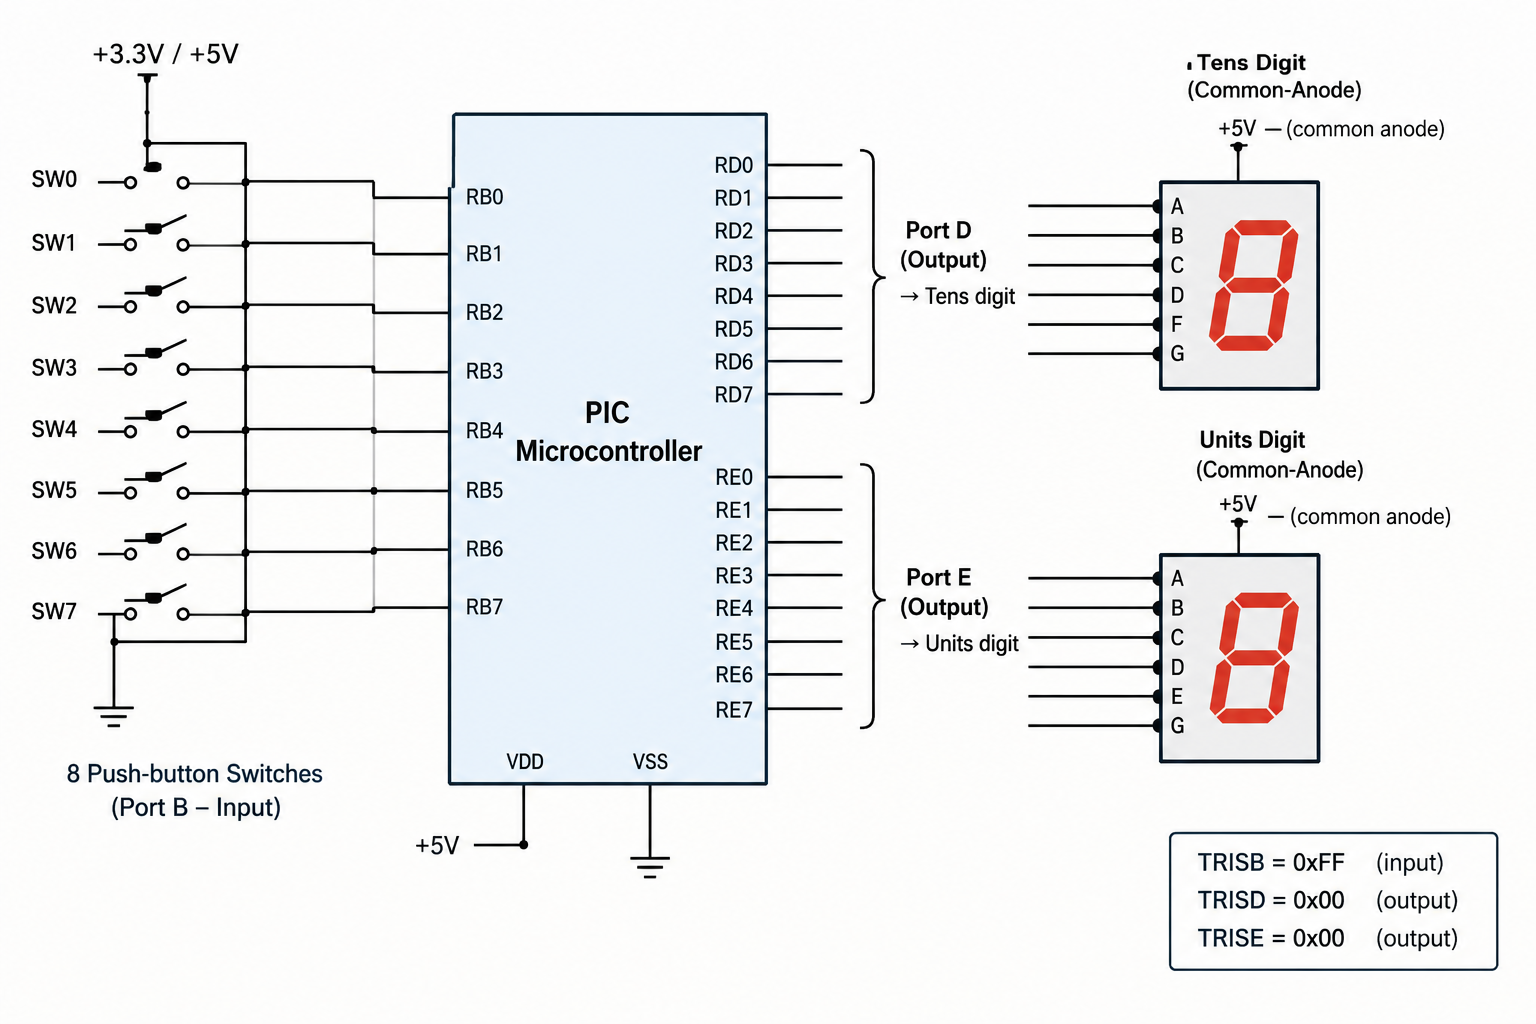 +3.3V / +5V
SW0
SW1
SW2
SW3
SW4
SW5
SW6
SW7
8 Push-button Switches
(Port B – Input)
RB0
RB1
RB2
RB3
RB4
RB5
RB6
RB7
PIC
Microcontroller
RD0
RD1
RD2
RD3
RD4
RD5
RD6
RD7
RE0
RE1
RE2
RE3
RE4
RE5
RE6
RE7
VDD
VSS
+5V
Port D
(Output)
→ Tens digit
Port E
(Output)
→ Units digit
Tens Digit
(Common-Anode)
+5V — (common anode)
A
B
C
D
F
G
Units Digit
(Common-Anode)
+5V — (common anode)
A
B
C
D
E
G
TRISB = 0xFF (input)
TRISD = 0x00 (output)
TRISE = 0x00 (output)